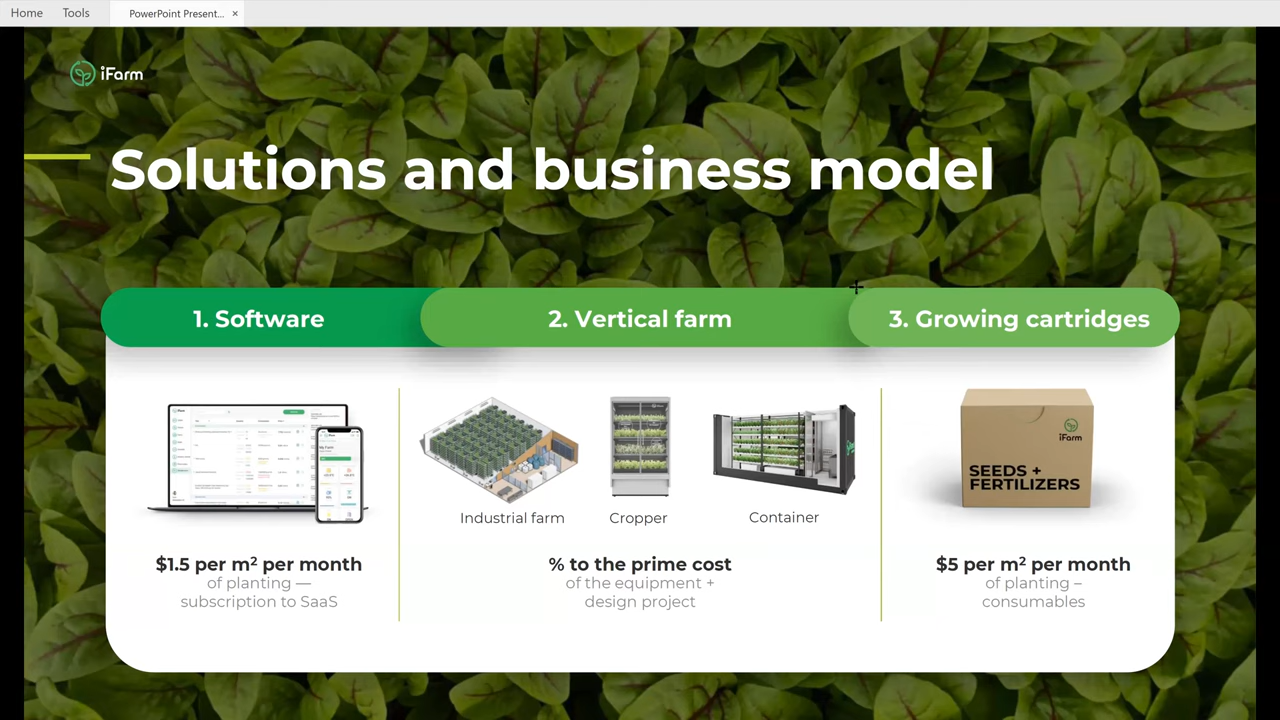 Home Tools PowerPoint Present... ×
iFarm
Solutions and business model
1. Software
2. Vertical farm
3. Growing cartridges
Industrial farm
Cropper
Container
iFarm
SEEDS +
FERTILIZERS
$1.5 per m² per month
of planting —
subscription to SaaS
% to the prime cost
of the equipment +
design project
$5 per m² per month
of planting –
consumables